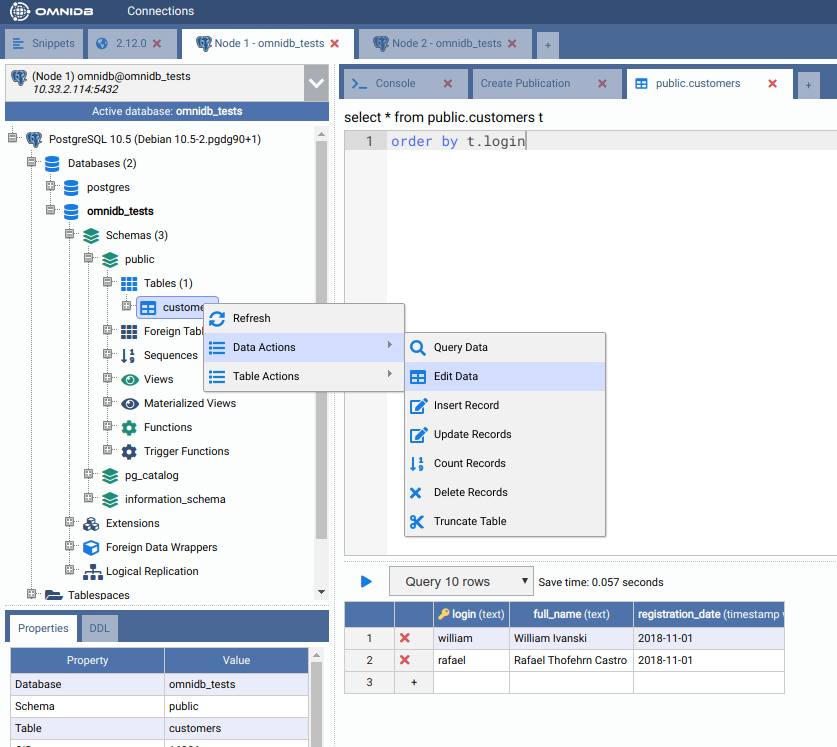 OMNIDB Connections
Snippets 2.12.0 Node 1 - omnidb_tests Node 2 - omnidb_tests +
(Node 1) omnidb@omnidb_tests
10.33.2.114:5432
Active database: omnidb_tests
PostgreSQL 10.5 (Debian 10.5-2.pgdg90+1)
Databases (2)
postgres
omnidb_tests
Schemas (3)
public
Tables (1)
custome
Foreign Tab
Sequences
Views
Materialized Views
Functions
Trigger Functions
pg_catalog
information_schema
Extensions
Foreign Data Wrappers
Logical Replication
Tablespaces
Refresh
Data Actions
Table Actions
Query Data
Edit Data
Insert Record
Update Records
Count Records
Delete Records
Truncate Table
Properties DDL
Property Value
Database omnidb_tests
Schema public
Table customers
Console Create Publication public.customers +
select * from public.customers t
1 order by t.login
Query 10 rows Save time: 0.057 seconds
login (text) full_name (text) registration_date (timestamp
1 william William Ivanski 2018-11-01
2 rafael Rafael Thofehrn Castro 2018-11-01
3 +